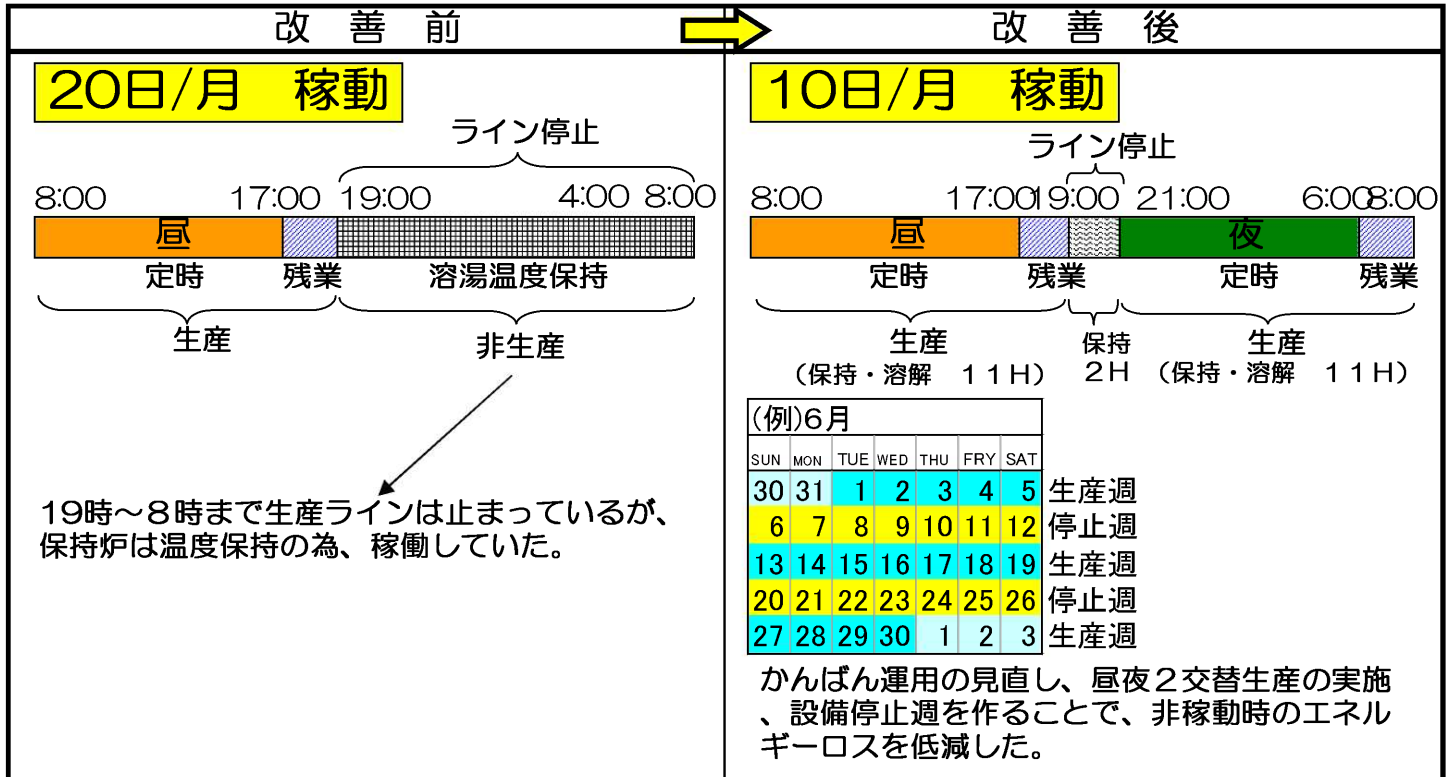 改 善 前
改 善 後
20日/月 稼動
ライン停止
8:00 17:00 19:00 4:00 8:00
昼
定時 残業 溶湯温度保持
生産
非生産
19時～8時まで生産ラインは止まっているが、
保持炉は温度保持の為、稼働していた。
10日/月 稼動
ライン停止
8:00 17:00 19:00 21:00 6:00 8:00
昼 夜
定時 残業 定時 残業
生産 保持 生産
（保持・溶解 11H） 2H （保持・溶解 11H）
(例)6月
SUN MON TUE WED THU FRY SAT
30 31 1 2 3 4 5 生産週
6 7 8 9 10 11 12 停止週
13 14 15 16 17 18 19 生産週
20 21 22 23 24 25 26 停止週
27 28 29 30 1 2 3 生産週
かんばん運用の見直し、昼夜2交替生産の実施
、設備停止週を作ることで、非稼動時のエネル
ギーロスを低減した。